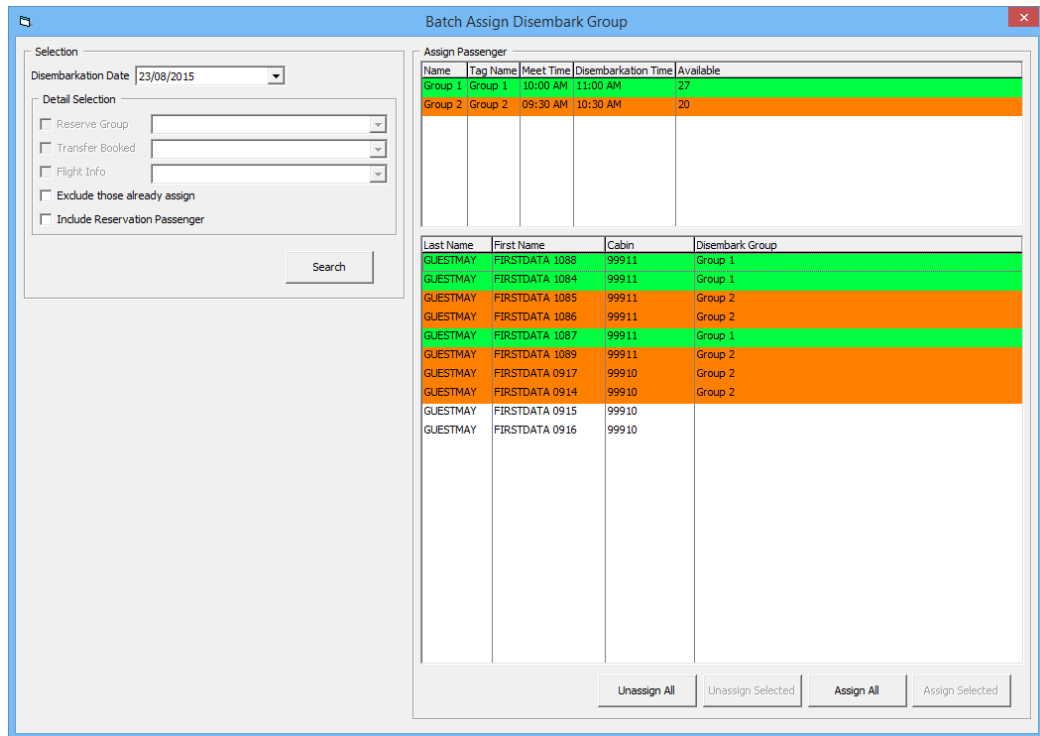 Batch Assign Disembark Group
Selection
Disembarkation Date 23/08/2015
Detail Selection
Reserve Group
Transfer Booked
Flight Info
Exclude those already assign
Include Reservation Passenger
Search
Assign Passenger
Name Tag Name Meet Time Disembarkation Time Available
Group 1 Group 1 10:00 AM 11:00 AM 27
Group 2 Group 2 09:30 AM 10:30 AM 20
Last Name First Name Cabin Disembark Group
GUESTMAY FIRSTDATA 1088 99911 Group 1
GUESTMAY FIRSTDATA 1084 99911 Group 1
GUESTMAY FIRSTDATA 1085 99911 Group 2
GUESTMAY FIRSTDATA 1086 99911 Group 2
GUESTMAY FIRSTDATA 1087 99911 Group 1
GUESTMAY FIRSTDATA 1089 99911 Group 2
GUESTMAY FIRSTDATA 0917 99910 Group 2
GUESTMAY FIRSTDATA 0914 99910 Group 2
GUESTMAY FIRSTDATA 0915 99910
GUESTMAY FIRSTDATA 0916 99910
Unassign All Unassign Selected Assign All Assign Selected